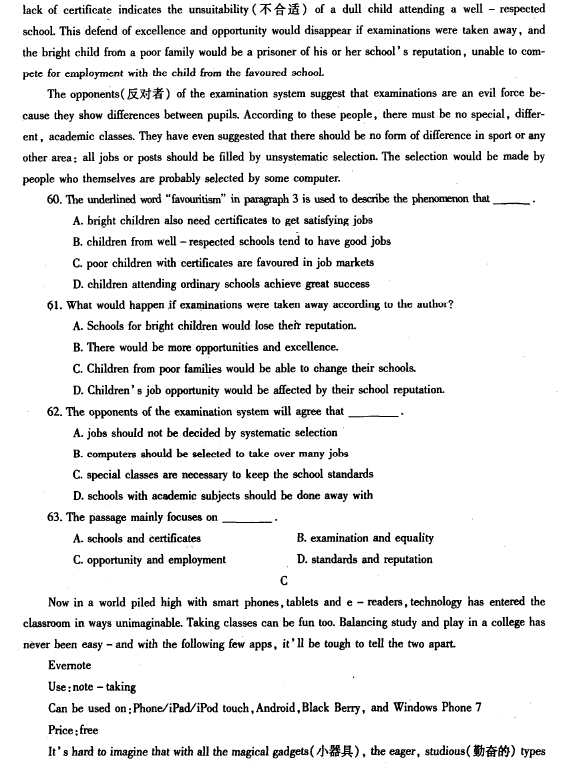 lack of certificate indicates the unsuitability(不合适) of a dull child attending a well - respected
school. This defend of excellence and opportunity would disappear if examinations were taken away, and
the bright child from a poor family would be a prisoner of his or her school's reputation, unable to com-
pete for employment with the child from the favoured school.
The opponents(反对者) of the examination system suggest that examinations are an evil force be-
cause they show differences between pupils. According to these people, there must be no special, differ-
ent, academic classes. They have even suggested that there should be no form of difference in sport or any
other area; all jobs or posts should be filled by unsystematic selection. The selection would be made by
people who themselves are probably selected by some computer.
60. The underlined word "favouritism" in paragraph 3 is used to describe the phenomenon that ______ .
A. bright children also need certificates to get satisfying jobs
B. children from well - respected schools tend to have good jobs
C. poor children with certificates are favoured in job markets
D. children attending ordinary schools achieve great success
61. What would happen if examinations were taken away according to the author?
A. Schools for bright children would lose their reputation.
B. There would be more opportunities and excellence.
C. Children from poor families would be able to change their schools.
D. Children's job opportunity would be affected by their school reputation.
62. The opponents of the examination system will agree that ________ .
A. jobs should not be decided by systematic selection
B. computers should be selected to take over many jobs
C. special classes are necessary to keep the school standards
D. schools with academic subjects should be done away with
63. The passage mainly focuses on ________ .
A. schools and certificates B. examination and equality
C. opportunity and employment D. standards and reputation
C
Now in a world piled high with smart phones, tablets and e - readers, technology has entered the
classroom in ways unimaginable. Taking classes can be fun too. Balancing study and play in a college has
never been easy - and with the following few apps, it'll be tough to tell the two apart.
Evernote
Use: note - taking
Can be used on: Phone/iPad/iPod touch, Android, Black Berry, and Windows Phone 7
Price: free
It's hard to imagine that with all the magical gadgets(小器具), the eager, studious(勤奋的) types